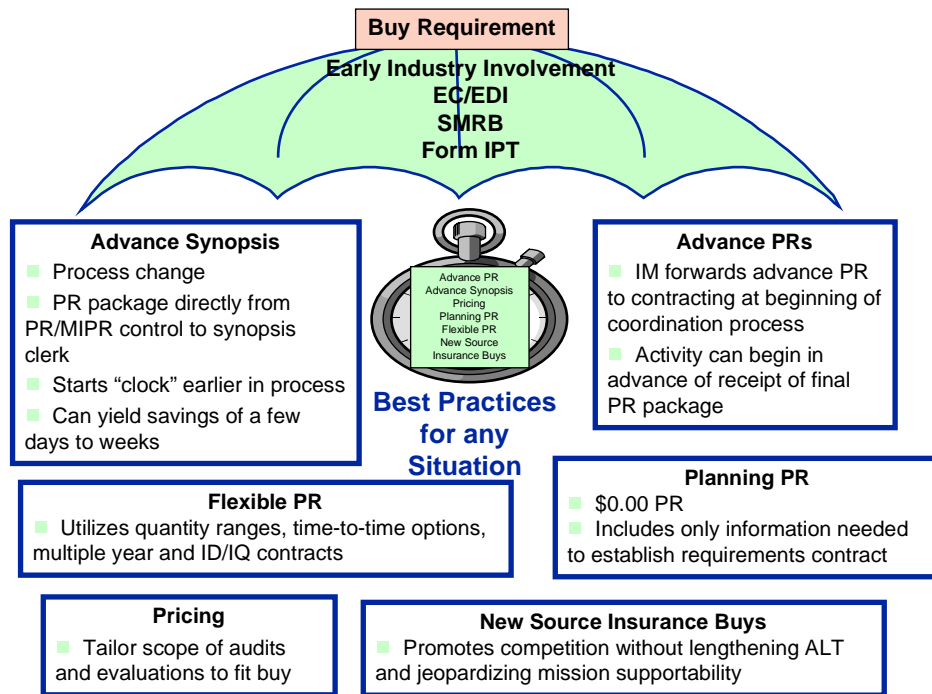 Buy Requirement
Early Industry Involvement
EC/EDI
SMRB
Form IPT
Advance Synopsis
Process change
PR package directly from
PR/MIPR control to synopsis
clerk
Starts “clock” earlier in process
Can yield savings of a few
days to weeks
Advance PR
Advance Synopsis
Pricing
Planning PR
Flexible PR
New Source
Insurance Buys
Best Practices
for any
Situation
Advance PRs
IM forwards advance PR
to contracting at beginning of
coordination process
Activity can begin in
advance of receipt of final
PR package
Flexible PR
Utilizes quantity ranges, time-to-time options,
multiple year and ID/IQ contracts
Planning PR
$0.00 PR
Includes only information needed
to establish requirements contract
Pricing
Tailor scope of audits
and evaluations to fit buy
New Source Insurance Buys
Promotes competition without lengthening ALT
and jeopardizing mission supportability